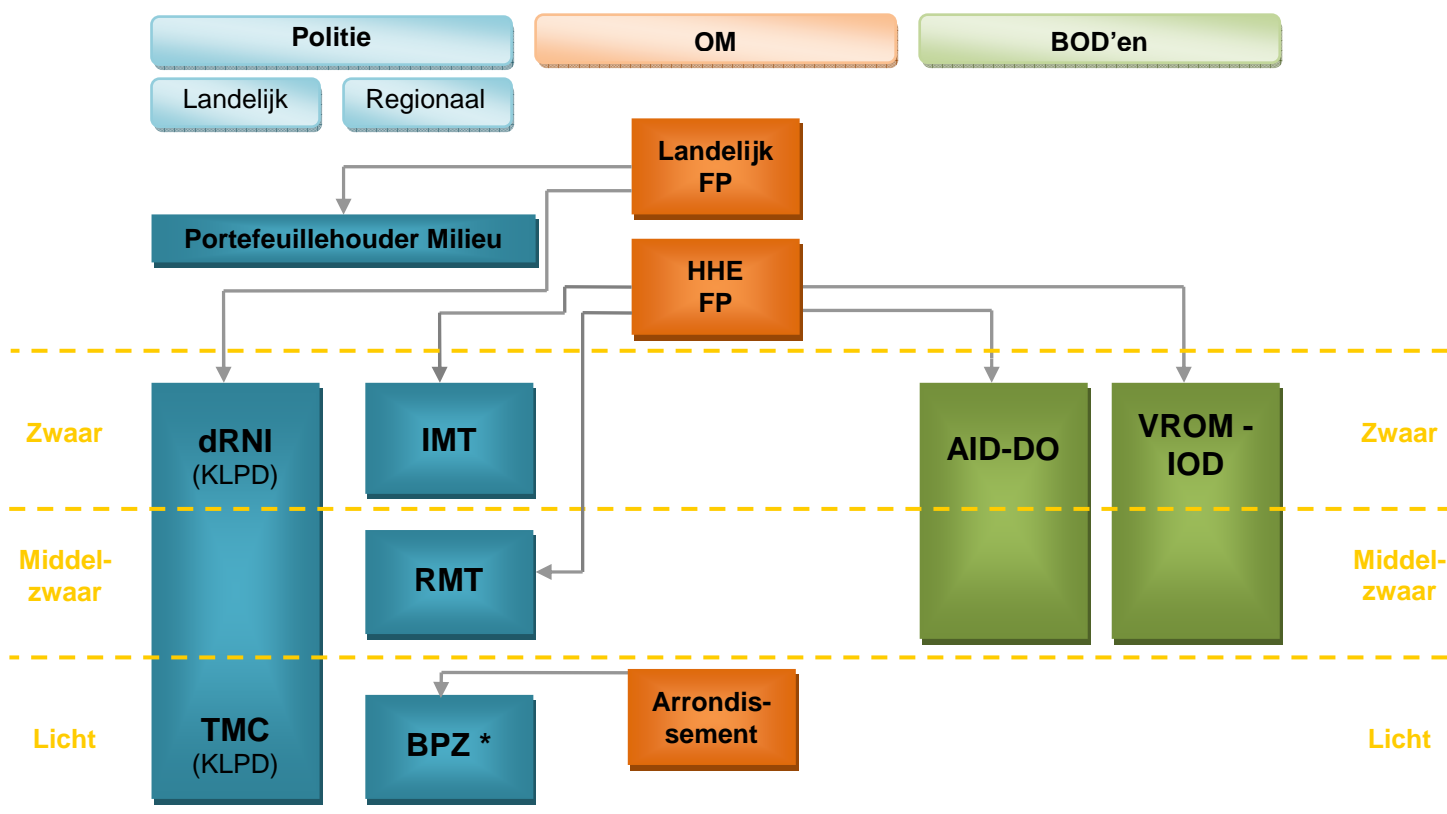 Politie
OM
BOD'en
Landelijk
Regionaal
Landelijk
FP
Portefeuillehouder Milieu
HHE
FP
Zwaar
dRNI
(KLPD)
IMT
AID-DO
VROM -
IOD
Zwaar
Middel-
zwaar
RMT
Middel-
zwaar
Licht
TMC
(KLPD)
BPZ *
Arrondis-
sement
Licht